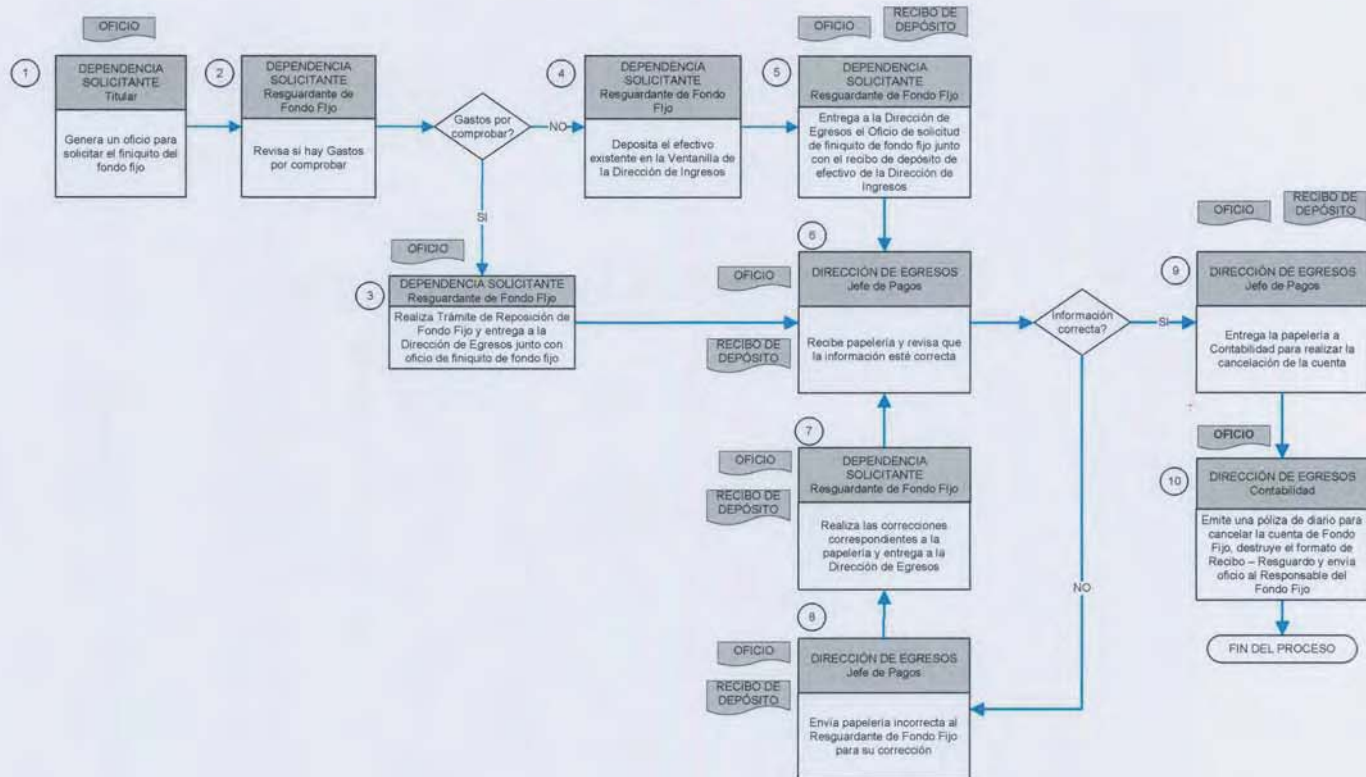 OFICIO
1
DEPENDENCIA
SOLICITANTE
Titular
Genera un oficio para
solicitar el finiquito del
fondo fijo
2
DEPENDENCIA
SOLICITANTE
Resguardante de
Fondo Fijo
Revisa si hay Gastos
por comprobar
Gastos por
comprobar?
NO
SI
4
DEPENDENCIA
SOLICITANTE
Resguardante de Fondo
Fijo
Deposita el efectivo
existente en la Ventanilla de
la Dirección de Ingresos
OFICIO
RECIBO DE
DEPÓSITO
5
DEPENDENCIA
SOLICITANTE
Resguardante de Fondo Fijo
Entrega a la Dirección de
Egresos el Oficio de solicitud
de finiquito de fondo fijo junto
con el recibo de depósito de
efectivo de la Dirección de
Ingresos
OFICIO
3
DEPENDENCIA SOLICITANTE
Resguardante de Fondo Fijo
Realiza Trámite de Reposición de
Fondo Fijo y entrega a la
Dirección de Egresos junto con
oficio de finiquito de fondo fijo
6
OFICIO
RECIBO DE
DEPÓSITO
DIRECCIÓN DE EGRESOS
Jefe de Pagos
Recibe papelería y revisa que
la información esté correcta
Información
correcta?
SI
NO
OFICIO
RECIBO DE
DEPÓSITO
9
DIRECCIÓN DE EGRESOS
Jefe de Pagos
Entrega la papelería a
Contabilidad para realizar la
cancelación de la cuenta
7
OFICIO
RECIBO DE
DEPÓSITO
DEPENDENCIA
SOLICITANTE
Resguardante de Fondo Fijo
Realiza las correcciones
correspondientes a la
papelería y entrega a la
Dirección de Egresos
OFICIO
10
DIRECCIÓN DE EGRESOS
Contabilidad
Emite una póliza de diario para
cancelar la cuenta de Fondo
Fijo, destruye el formato de
Recibo – Resguardo y envía
oficio al Responsable del
Fondo Fijo
FIN DEL PROCESO
8
OFICIO
RECIBO DE
DEPÓSITO
DIRECCIÓN DE EGRESOS
Jefe de Pagos
Envía papelería incorrecta al
Resguardante de Fondo Fijo
para su corrección